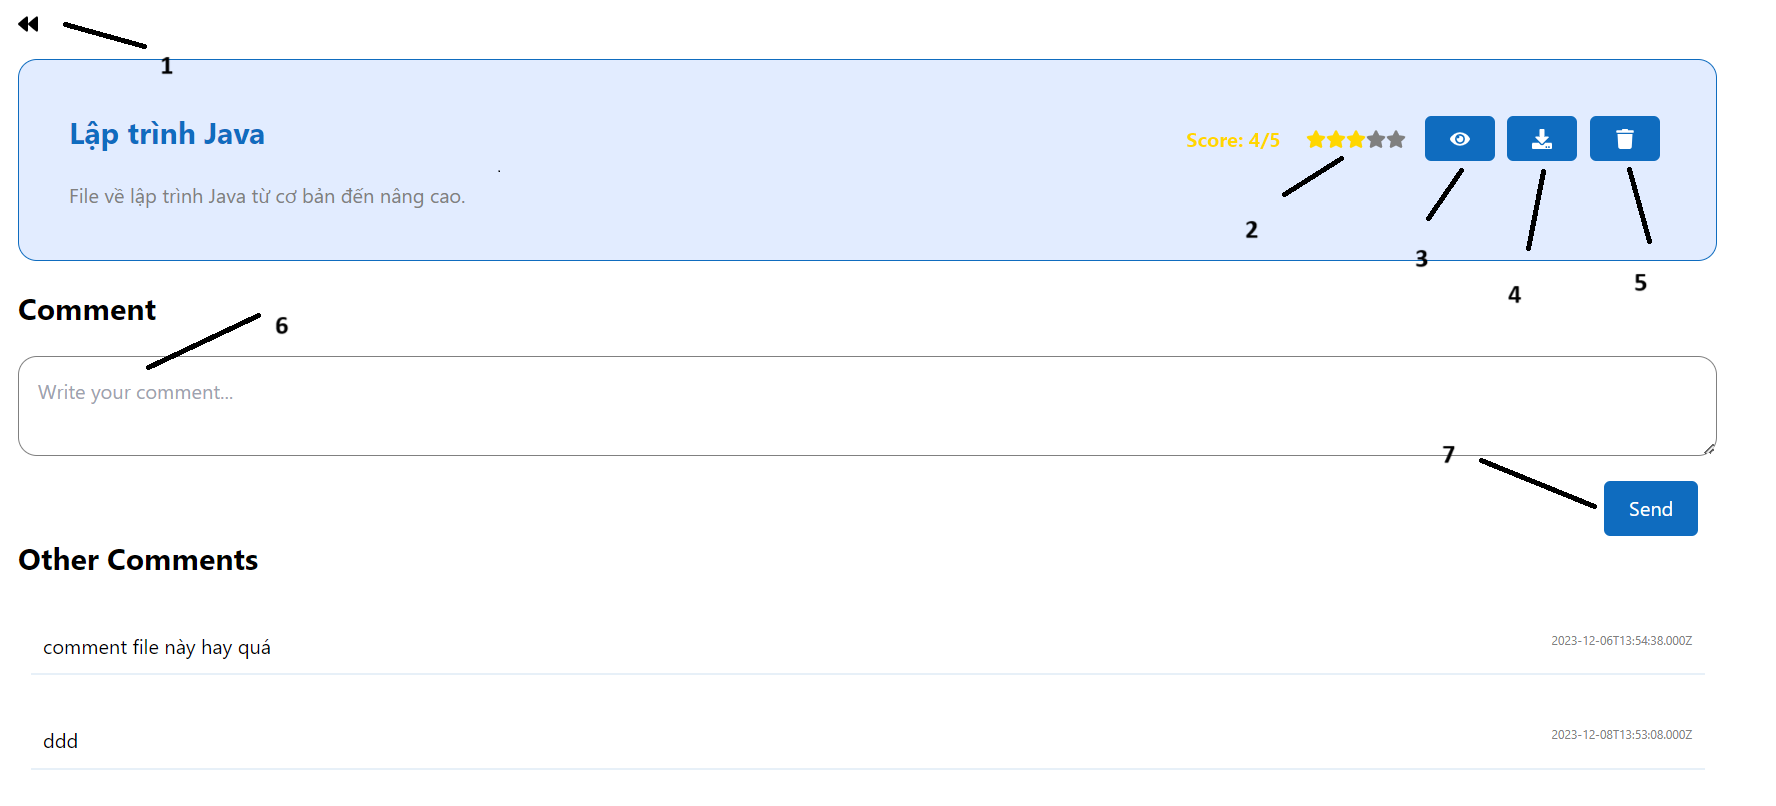 1
Lập trình Java
Score: 4/5
File về lập trình Java từ cơ bản đến nâng cao.
2
3
4
5
Comment
6
Write your comment...
7
Send
Other Comments
comment file này hay quá
2023-12-06T13:54:38.000Z
ddd
2023-12-08T13:53:08.000Z